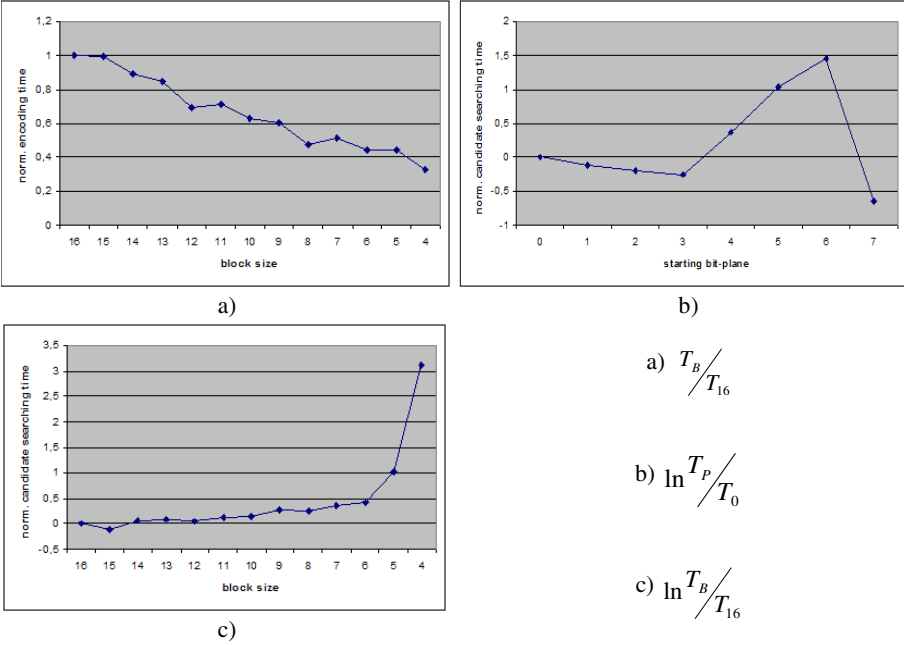 norm. encoding time
1,2
1
0,8
0,6
0,4
0,2
0
16 15 14 13 12 11 10 9 8 7 6 5 4
block size
a)
norm. candidate searching time
2
1,5
1
0,5
0
-0,5
-1
0 1 2 3 4 5 6 7
starting bit-plane
b)
norm. candidate searching time
3,5
3
2,5
2
1,5
1
0,5
0
-0,5
16 15 14 13 12 11 10 9 8 7 6 5 4
block size
c)
a) T_B/T_16
b) ln T_P/T_0
c) ln T_B/T_16